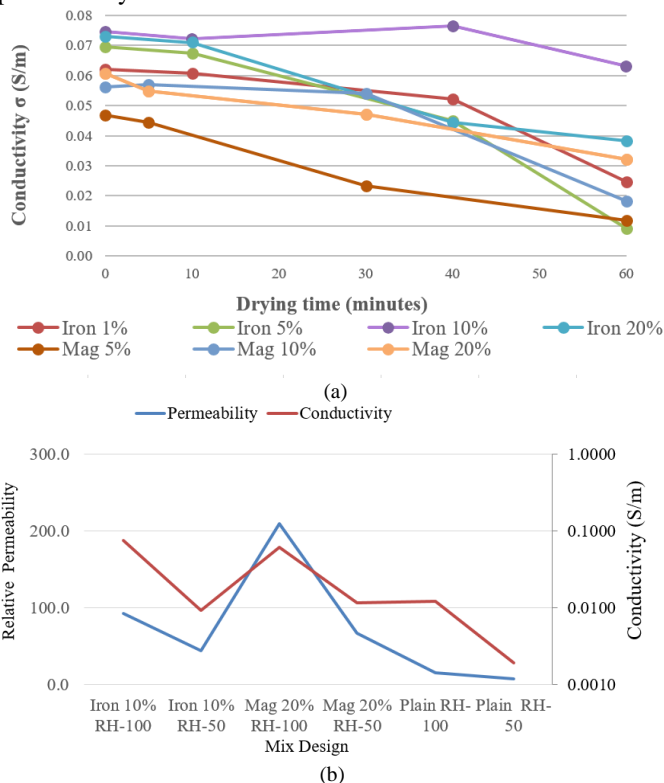 0.08
0.07
0.06
0.05
0.04
0.03
0.02
0.01
0.00
Conductivity σ (S/m)
0 10 20 30 40 50 60
Drying time (minutes)
Iron 1% Iron 5% Iron 10% Iron 20%
Mag 5% Mag 10% Mag 20%
(a)
Permeability Conductivity
300.0 1.0000
200.0 0.1000
100.0 0.0100
0.0 0.0010
Relative Permeability
Conductivity (S/m)
Iron 10% Iron 10% Mag 20% Mag 20% Plain RH- Plain RH-
RH-100 RH-50 RH-100 RH-50 100 50
Mix Design
(b)